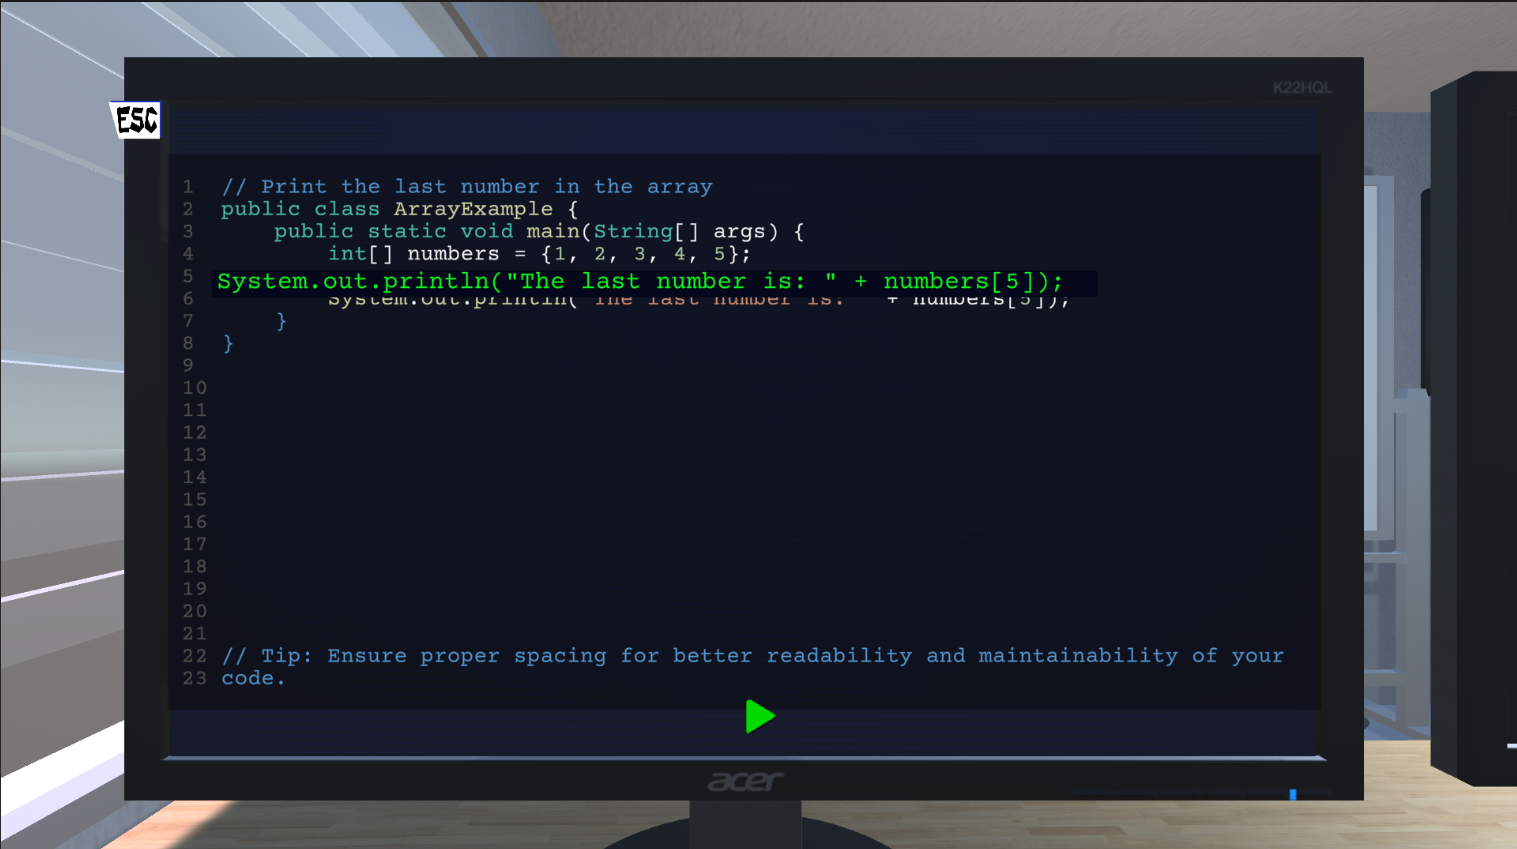 K22HQL
ESC
1 // Print the last number in the array
2 public class ArrayExample {
3 public static void main(String[] args) {
4 int[] numbers = {1, 2, 3, 4, 5};
5 System.out.println("The last number is: " + numbers[5]);
6 System.out.println( The last number is: + numbers[5]);
7 }
8 }
9
10
11
12
13
14
15
16
17
18
19
20
21
22 // Tip: Ensure proper spacing for better readability and maintainability of your
23 code.
acer